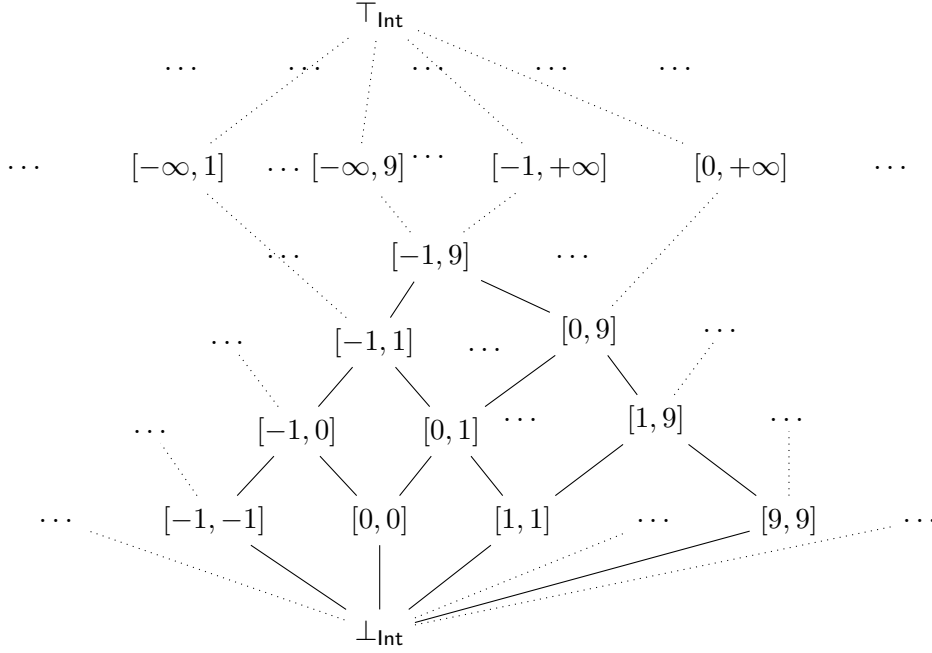 ⊤Int
⋯ ⋯ ⋯ ⋯ ⋯
⋯ [−∞, 1] ⋯ [−∞, 9] ⋯ [−1, +∞] [0, +∞] ⋯
⋯ [−1, 9] ⋯
⋯ [−1, 1] ⋯ [0, 9] ⋯
⋯ [−1, 0] [0, 1] ⋯ [1, 9] ⋯
⋯ [−1, −1] [0, 0] [1, 1] ⋯ [9, 9] ⋯
⊥Int